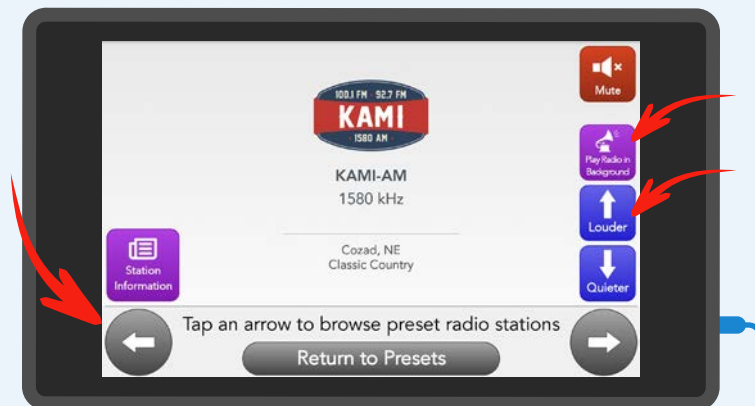 100.1 FM · 92.7 FM
KAMI
1580 AM
KAMI-AM
1580 kHz
Cozad, NE
Classic Country
Mute
Play Radio in
Background
Louder
Quieter
Station
Information
Tap an arrow to browse preset radio stations
Return to Presets